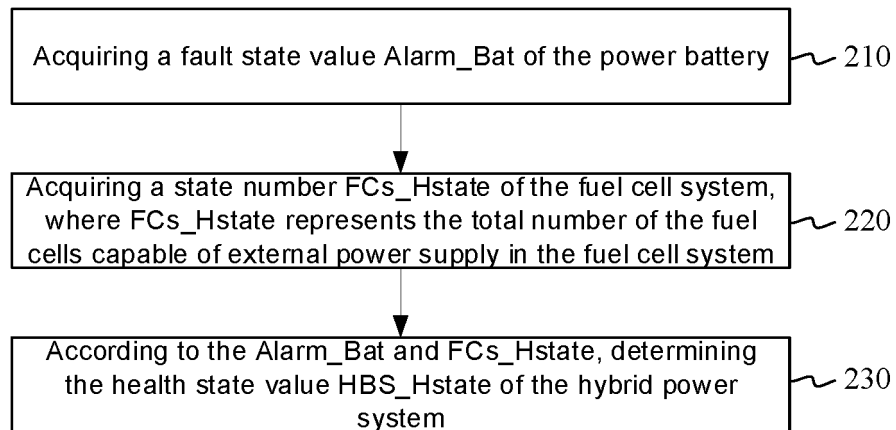 Acquiring a fault state value Alarm_Bat of the power battery
210
Acquiring a state number FCs_Hstate of the fuel cell system,
where FCs_Hstate represents the total number of the fuel
cells capable of external power supply in the fuel cell system
220
According to the Alarm_Bat and FCs_Hstate, determining
the health state value HBS_Hstate of the hybrid power
system
230